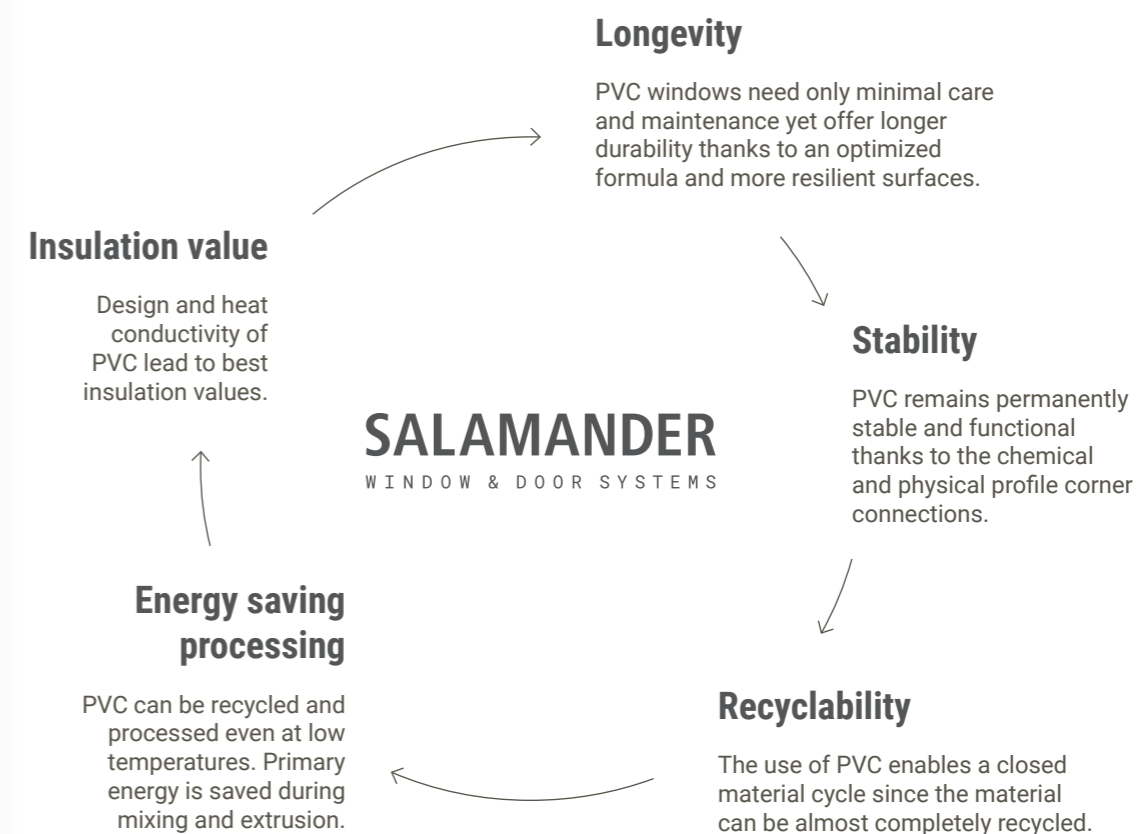 Longevity
PVC windows need only minimal care
and maintenance yet offer longer
durability thanks to an optimized
formula and more resilient surfaces.
Stability
PVC remains permanently
stable and functional
thanks to the chemical
and physical profile corner
connections.
Recyclability
The use of PVC enables a closed
material cycle since the material
can be almost completely recycled.
Energy saving
processing
PVC can be recycled and
processed even at low
temperatures. Primary
energy is saved during
mixing and extrusion.
Insulation value
Design and heat
conductivity of
PVC lead to best
insulation values.
SALAMANDER
WINDOW & DOOR SYSTEMS